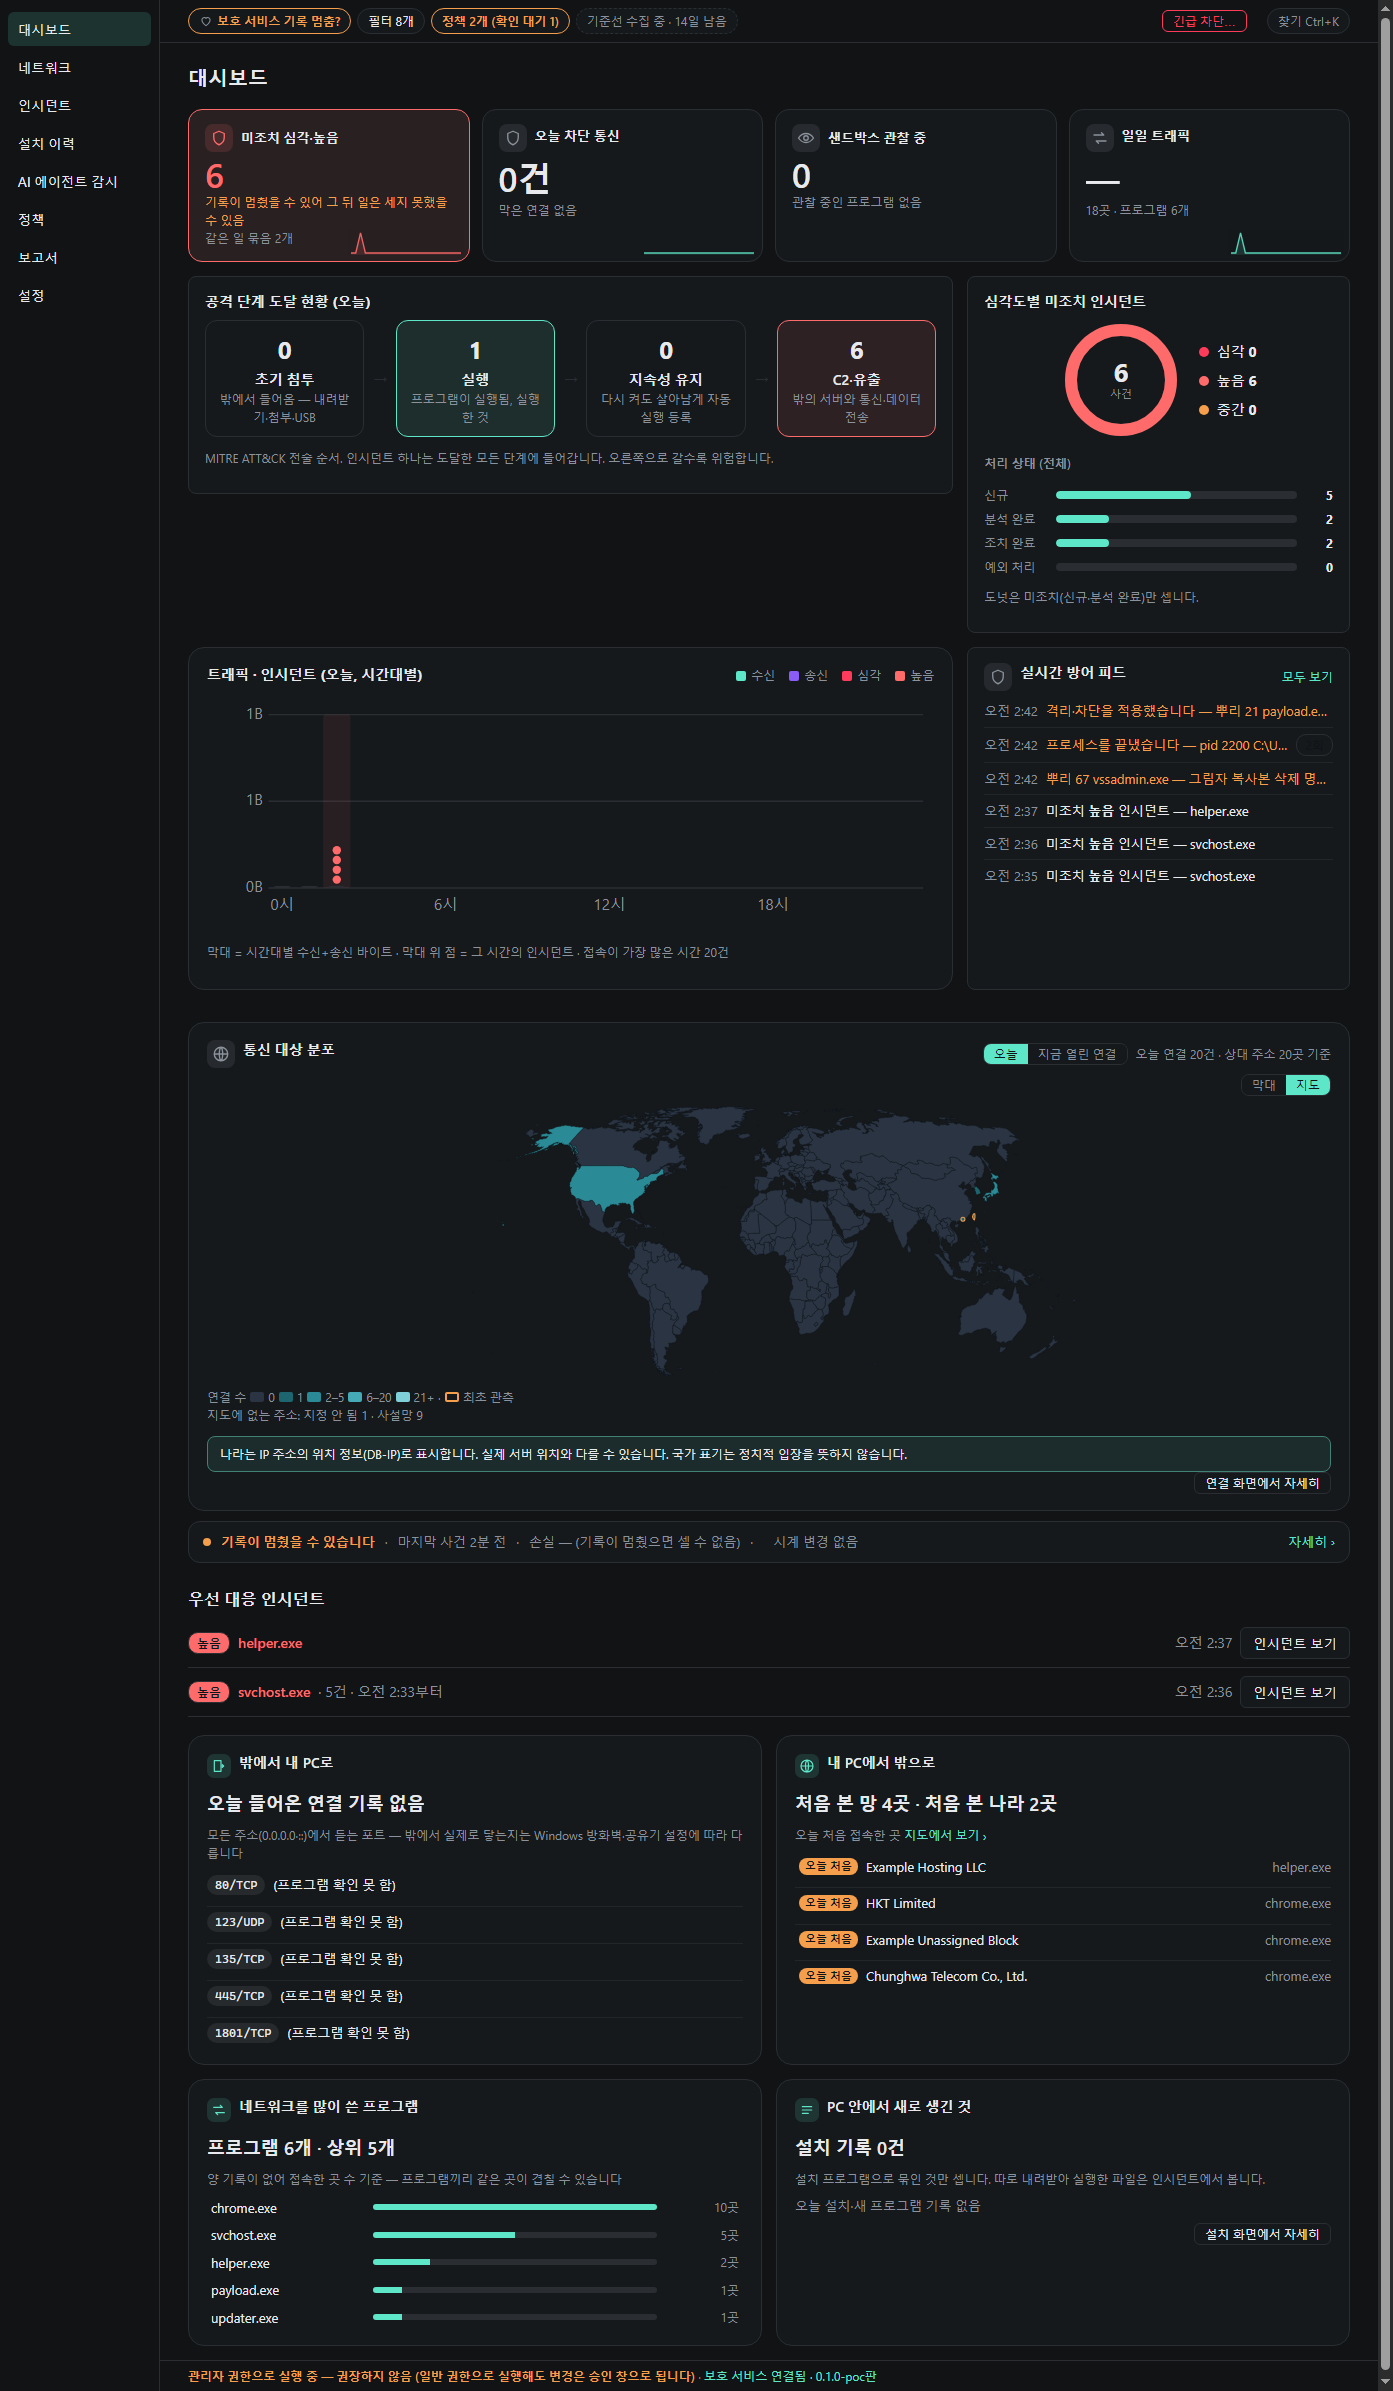 대시보드
네트워크
인시던트
설치 이력
AI 에이전트 감시
정책
보고서
설정
보호 서비스 기록 멈춤?
필터 8개
정책 2개 (확인 대기 1)
기준선 수집 중 · 14일 남음
긴급 차단...
찾기 Ctrl+K
대시보드
미조치 심각·높음
6
기록이 멈췄을 수 있어 그 뒤 일은 세지 못했을
수 있음
같은 일 묶음 2개
오늘 차단 통신
0건
막은 연결 없음
샌드박스 관찰 중
0
관찰 중인 프로그램 없음
일일 트래픽
—
18곳 · 프로그램 6개
공격 단계 도달 현황 (오늘)
0
초기 침투
밖에서 들어옴 — 내려받
기·첨부·USB
→
1
실행
프로그램이 실행됨, 실행
한 것
→
0
지속성 유지
다시 켜도 살아남게 자동
실행 등록
→
6
C2·유출
밖의 서버와 통신·데이터
전송
MITRE ATT&CK 전술 순서. 인시던트 하나는 도달한 모든 단계에 들어갑니다. 오른쪽으로 갈수록 위험합니다.
심각도별 미조치 인시던트
6
사건
심각 0
높음 6
중간 0
처리 상태 (전체)
신규 5
분석 완료 2
조치 완료 2
예외 처리 0
도넛은 미조치(신규·분석 완료)만 셉니다.
트래픽 · 인시던트 (오늘, 시간대별)
수신 송신 심각 높음
1B
1B
0B
0시 6시 12시 18시
막대 = 시간대별 수신+송신 바이트 · 막대 위 점 = 그 시간의 인시던트 · 접속이 가장 많은 시간 20건
실시간 방어 피드
모두 보기
오전 2:42 격리·차단을 적용했습니다 — 뿌리 21 payload.e...
오전 2:42 프로세스를 끝냈습니다 — pid 2200 C:\U...
오전 2:42 뿌리 67 vssadmin.exe — 그림자 복사본 삭제 명...
오전 2:37 미조치 높음 인시던트 — helper.exe
오전 2:36 미조치 높음 인시던트 — svchost.exe
오전 2:35 미조치 높음 인시던트 — svchost.exe
통신 대상 분포
오늘 지금 열린 연결 오늘 연결 20건 · 상대 주소 20곳 기준
막대 지도
연결 수 0 1 2–5 6–20 21+ · 최초 관측
지도에 없는 주소: 지정 안 됨 1 · 사설망 9
나라는 IP 주소의 위치 정보(DB-IP)로 표시합니다. 실제 서버 위치와 다를 수 있습니다. 국가 표기는 정치적 입장을 뜻하지 않습니다.
연결 화면에서 자세히
기록이 멈췄을 수 있습니다 · 마지막 사건 2분 전 · 손실 — (기록이 멈췄으면 셀 수 없음) · 시계 변경 없음
자세히 ›
우선 대응 인시던트
높음 helper.exe 오전 2:37 인시던트 보기
높음 svchost.exe · 5건 · 오전 2:33부터 오전 2:36 인시던트 보기
밖에서 내 PC로
오늘 들어온 연결 기록 없음
모든 주소(0.0.0.0·::)에서 듣는 포트 — 밖에서 실제로 닿는지는 Windows 방화벽·공유기 설정에 따라 다
릅니다
80/TCP (프로그램 확인 못 함)
123/UDP (프로그램 확인 못 함)
135/TCP (프로그램 확인 못 함)
445/TCP (프로그램 확인 못 함)
1801/TCP (프로그램 확인 못 함)
내 PC에서 밖으로
처음 본 망 4곳 · 처음 본 나라 2곳
오늘 처음 접속한 곳 지도에서 보기 ›
오늘 처음 Example Hosting LLC helper.exe
오늘 처음 HKT Limited chrome.exe
오늘 처음 Example Unassigned Block chrome.exe
오늘 처음 Chunghwa Telecom Co., Ltd. chrome.exe
네트워크를 많이 쓴 프로그램
프로그램 6개 · 상위 5개
양 기록이 없어 접속한 곳 수 기준 — 프로그램끼리 같은 곳이 겹칠 수 있습니다
chrome.exe 10곳
svchost.exe 5곳
helper.exe 2곳
payload.exe 1곳
updater.exe 1곳
PC 안에서 새로 생긴 것
설치 기록 0건
설치 프로그램으로 묶인 것만 셉니다. 따로 내려받아 실행한 파일은 인시던트에서 봅니다.
오늘 설치·새 프로그램 기록 없음
설치 화면에서 자세히
관리자 권한으로 실행 중 — 권장하지 않음 (일반 권한으로 실행해도 변경은 승인 창으로 됩니다) · 보호 서비스 연결됨 · 0.1.0-poc판